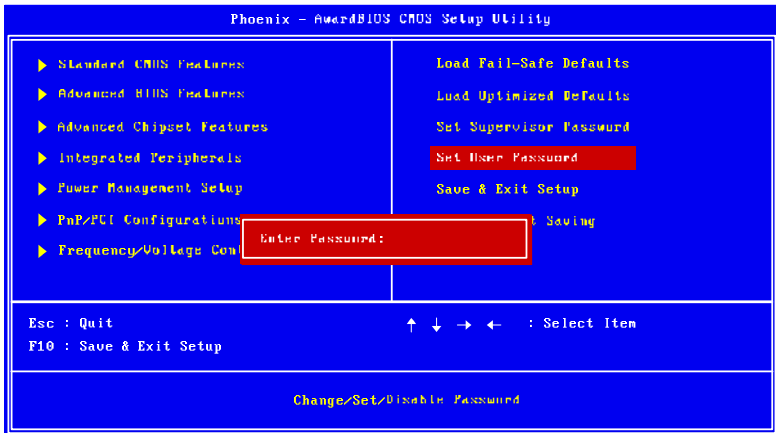 Phoenix - AwardBIOS CMOS Setup Utility
Standard CMOS Features
Advanced BIOS Features
Advanced Chipset Features
Integrated Peripherals
Power Management Setup
PnP/PCI Configurations
Frequency/Voltage Con
Load Fail-Safe Defaults
Load Optimized Defaults
Set Supervisor Password
Set User Password
Save & Exit Setup
t Saving
Enter Password:
Esc : Quit
F10 : Save & Exit Setup
↑ ↓ → ← : Select Item
Change/Set/Disable Password